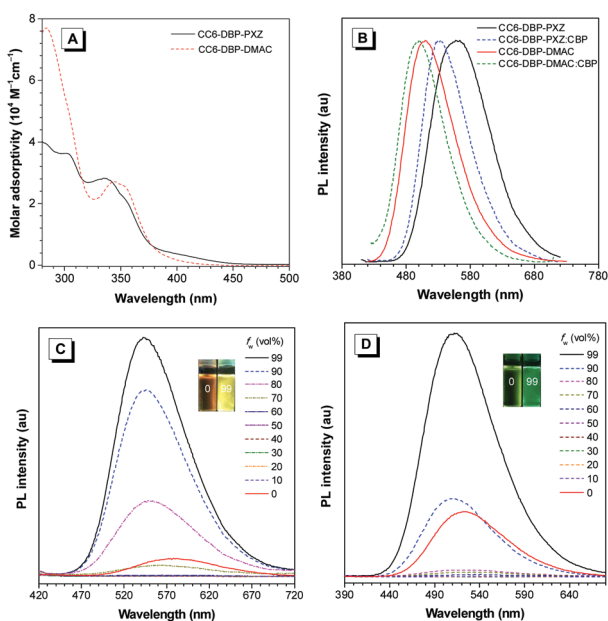 A
CC6-DBP-PXZ
CC6-DBP-DMAC
8
6
4
2
0
Molar adsorptivity (10⁴ M⁻¹cm⁻¹)
300 350 400 450 500
Wavelength (nm)
B
CC6-DBP-PXZ
CC6-DBP-PXZ:CBP
CC6-DBP-DMAC
CC6-DBP-DMAC:CBP
PL intensity (au)
380 480 580 680 780
Wavelength (nm)
C
fw (vol%)
99
90
80
70
60
50
40
30
20
10
0
0 99
PL intensity (au)
420 470 520 570 620 670 720
Wavelength (nm)
D
fw (vol%)
99
90
80
70
60
50
40
30
20
10
0
0 99
PL intensity (au)
390 440 490 540 590 640
Wavelength (nm)